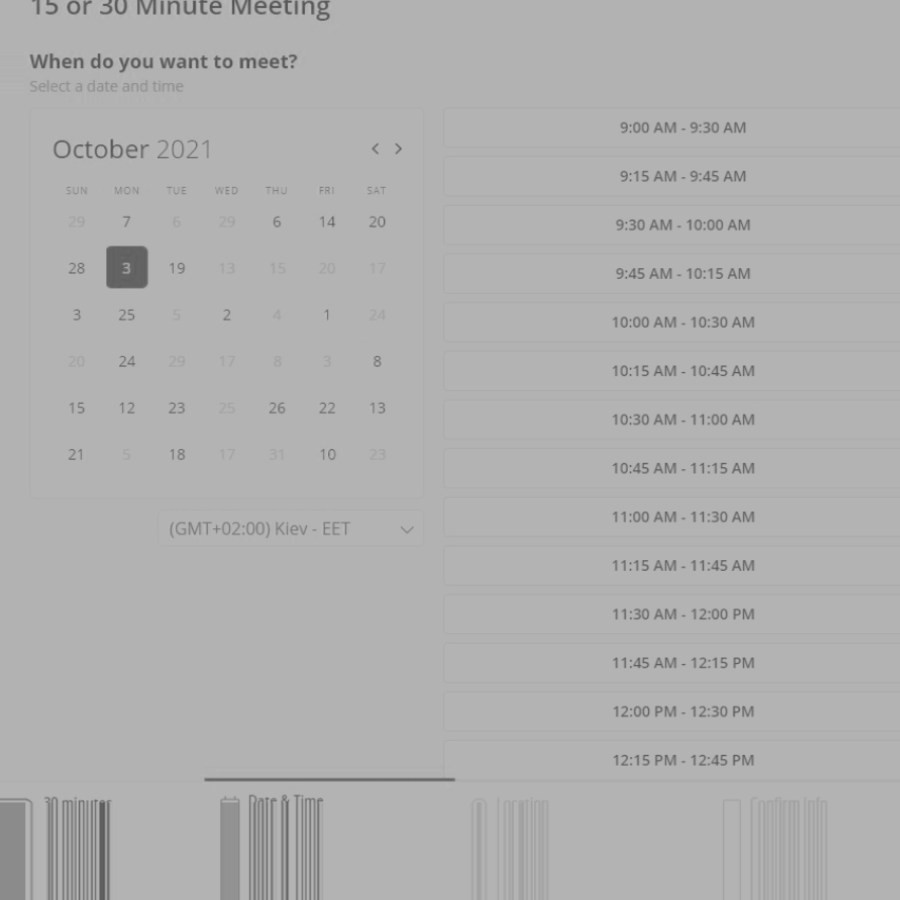 15 or 30 Minute Meeting
When do you want to meet?
Select a date and time
October 2021
SUN MON TUE WED THU FRI SAT
29 7 6 29 6 14 20
28 3 19 13 15 20 17
3 25 5 2 4 1 24
20 24 29 17 8 3 8
15 12 23 25 26 22 13
21 5 18 17 31 10 23
(GMT+02:00) Kiev - EET
9:00 AM - 9:30 AM
9:15 AM - 9:45 AM
9:30 AM - 10:00 AM
9:45 AM - 10:15 AM
10:00 AM - 10:30 AM
10:15 AM - 10:45 AM
10:30 AM - 11:00 AM
10:45 AM - 11:15 AM
11:00 AM - 11:30 AM
11:15 AM - 11:45 AM
11:30 AM - 12:00 PM
11:45 AM - 12:15 PM
12:00 PM - 12:30 PM
12:15 PM - 12:45 PM
30 minutes
Date & Time
Location
Confirm Info